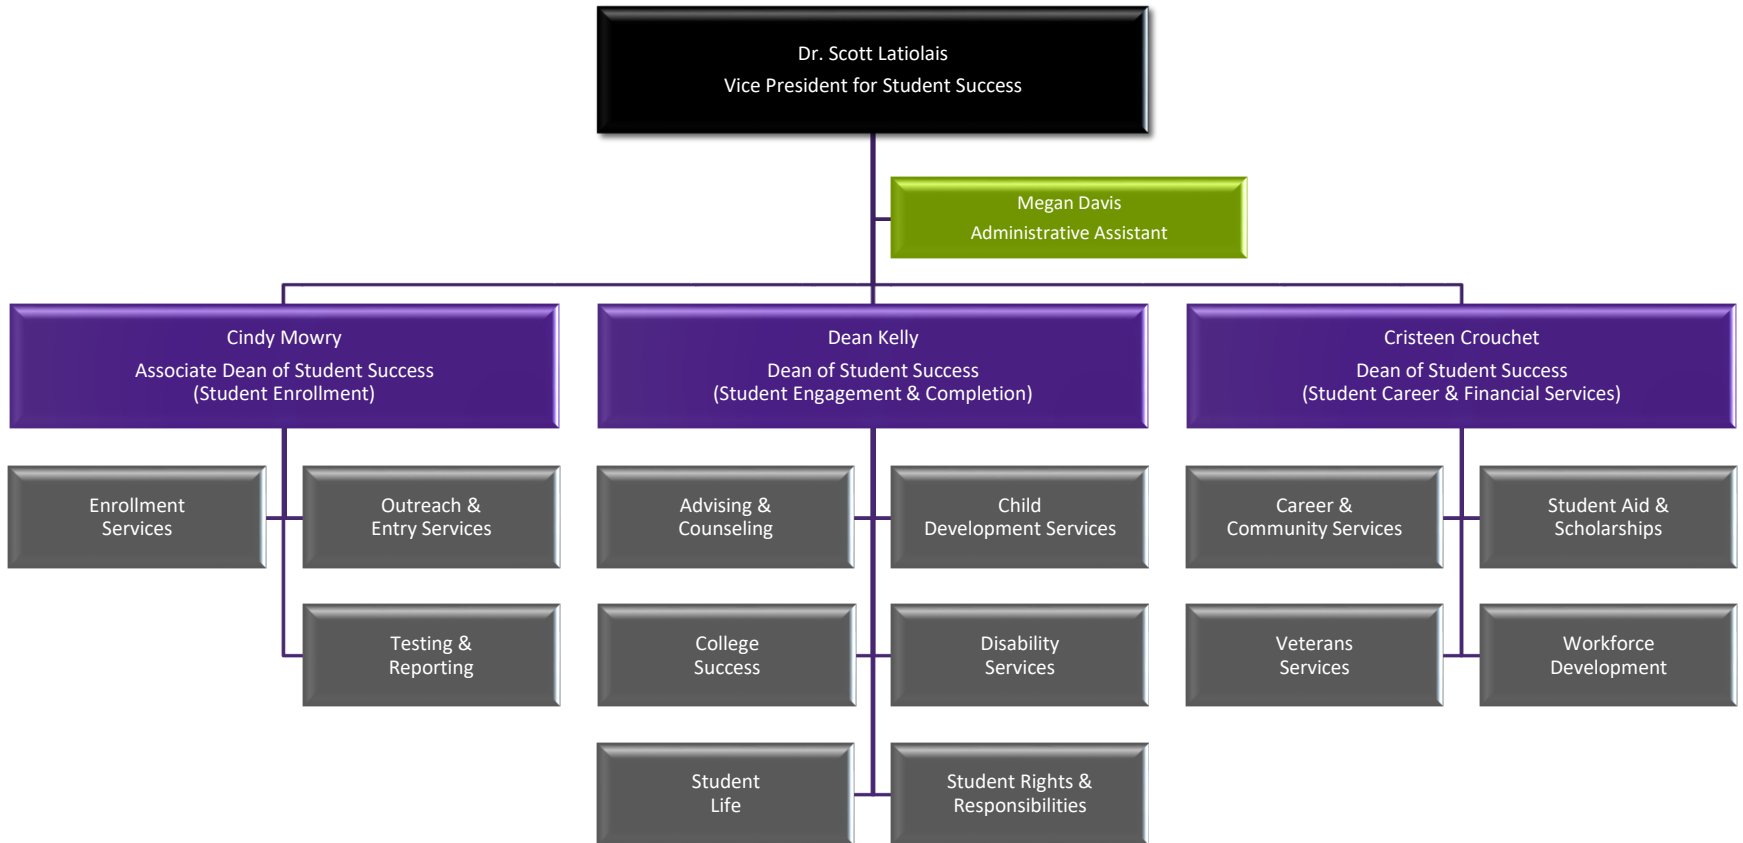 Dr. Scott Latiolais
Vice President for Student Success
Megan Davis
Administrative Assistant
Cindy Mowry
Associate Dean of Student Success
(Student Enrollment)
Dean Kelly
Dean of Student Success
(Student Engagement & Completion)
Cristeen Crouchet
Dean of Student Success
(Student Career & Financial Services)
Enrollment
Services
Outreach &
Entry Services
Advising &
Counseling
Child
Development Services
Career &
Community Services
Student Aid &
Scholarships
Testing &
Reporting
College
Success
Disability
Services
Veterans
Services
Workforce
Development
Student
Life
Student Rights &
Responsibilities